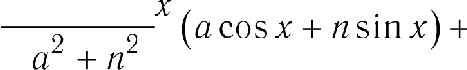 x (a cos x + n sin x) +
a² + n²